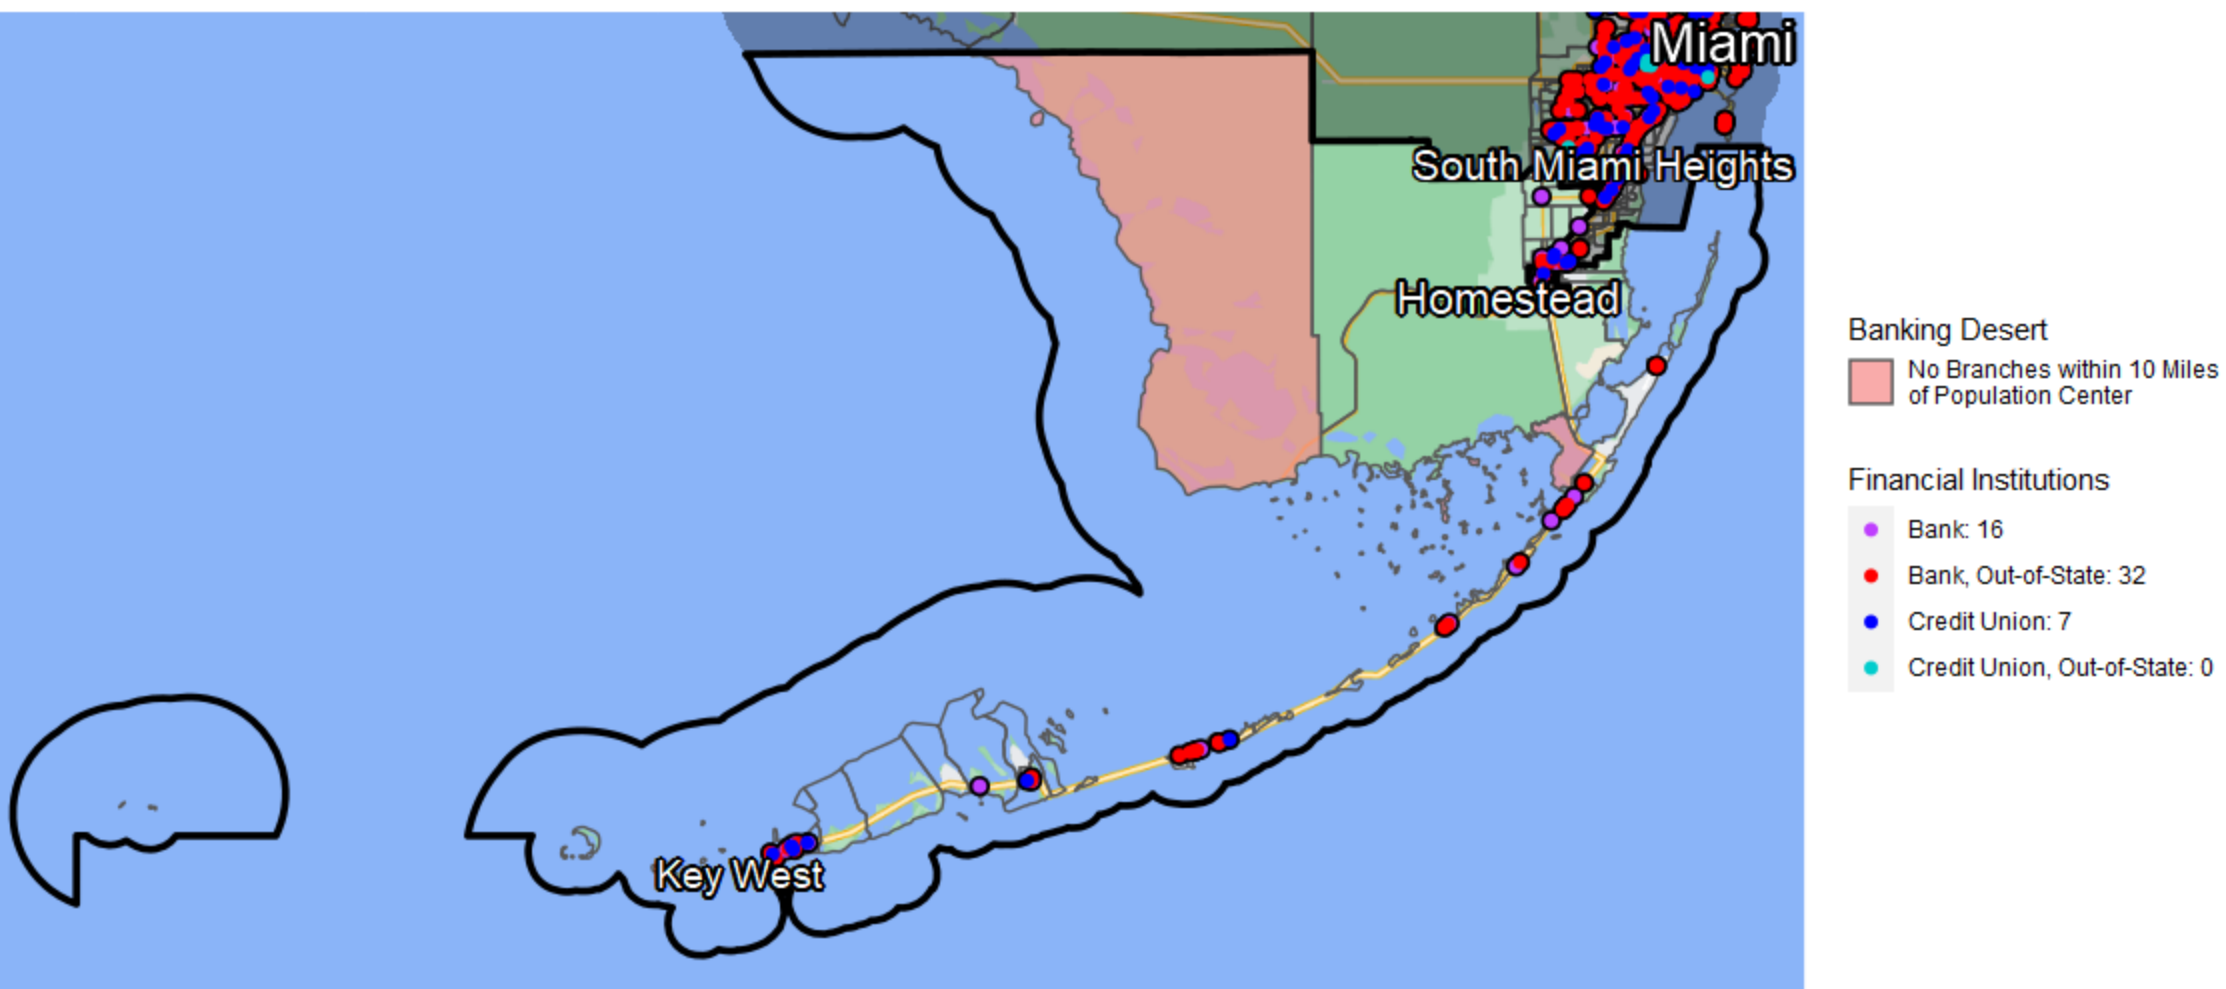 Miami
South Miami Heights
Homestead
Key West
Banking Desert
No Branches within 10 Miles
of Population Center
Financial Institutions
Bank: 16
Bank, Out-of-State: 32
Credit Union: 7
Credit Union, Out-of-State: 0